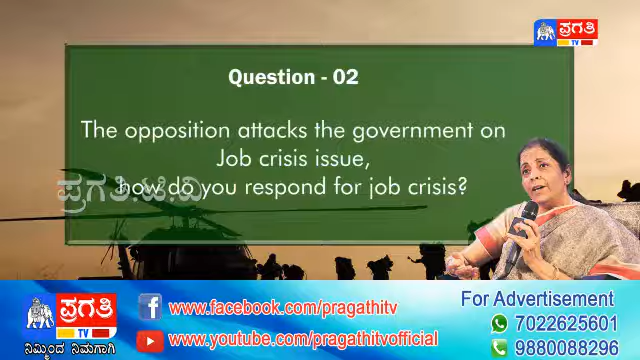 ಪ್ರಗತಿ
TV
Question - 02
The opposition attacks the government on
Job crisis issue,
how do you respond for job crisis?
ಪ್ರಗತಿ.ಟಿ.ವಿ
ಪ್ರಗತಿ
TV
ನಿಮ್ಮಿಂದ ನಿಮಗಾಗಿ
www.facebook.com/pragathitv
www.youtube.com/pragathitvofficial
For Advertisement
7022625601
9880088296